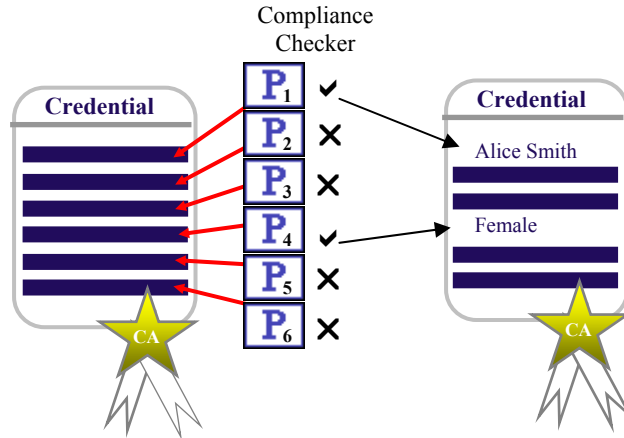 Compliance
Checker
Credential
P1
P2
P3
P4
P5
P6
CA
Credential
Alice Smith
Female
CA